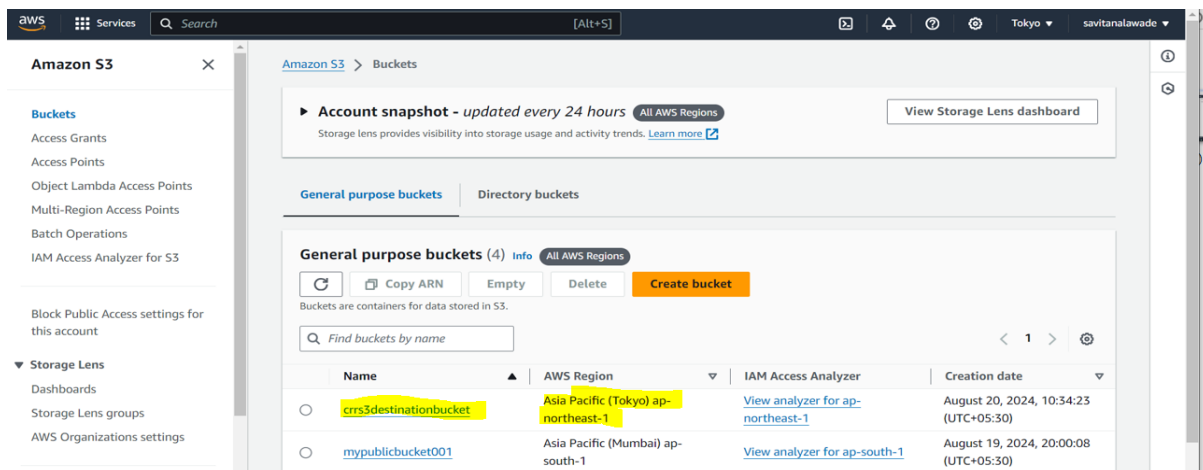 aws Services Search [Alt+S] Tokyo ▼ savitanalawade ▼
Amazon S3
Buckets
Access Grants
Access Points
Object Lambda Access Points
Multi-Region Access Points
Batch Operations
IAM Access Analyzer for S3
Block Public Access settings for
this account
▼ Storage Lens
Dashboards
Storage Lens groups
AWS Organizations settings
Amazon S3 > Buckets
▶ Account snapshot - updated every 24 hours All AWS Regions
Storage lens provides visibility into storage usage and activity trends. Learn more
View Storage Lens dashboard
General purpose buckets Directory buckets
General purpose buckets (4) Info All AWS Regions
Copy ARN Empty Delete Create bucket
Buckets are containers for data stored in S3.
Find buckets by name
< 1 >
Name ▲ AWS Region IAM Access Analyzer Creation date
crrs3destinationbucket Asia Pacific (Tokyo) ap- View analyzer for ap- August 20, 2024, 10:34:23
northeast-1 northeast-1 (UTC+05:30)
mypublicbucket001 Asia Pacific (Mumbai) ap- View analyzer for ap-south-1 August 19, 2024, 20:00:08
south-1 (UTC+05:30)